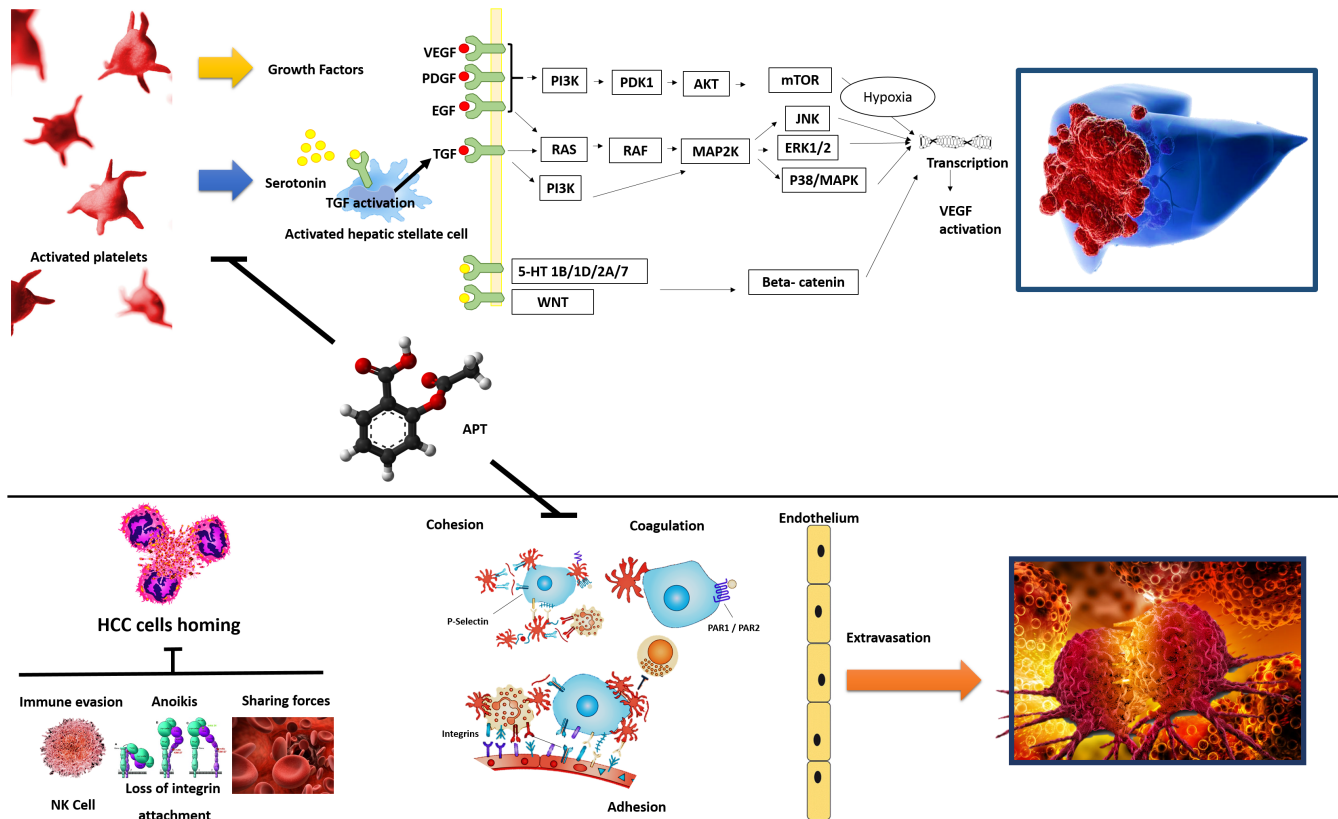 Growth Factors
Serotonin
TGF activation
Activated hepatic stellate cell
Activated platelets
VEGF
PDGF
EGF
TGF
PI3K
PDK1
AKT
mTOR
Hypoxia
RAS
RAF
MAP2K
JNK
ERK1/2
P38/MAPK
PI3K
Transcription
VEGF
activation
5-HT 1B/1D/2A/7
WNT
Beta- catenin
APT
HCC cells homing
Immune evasion
Anoikis
Sharing forces
NK Cell
Loss of integrin
attachment
Cohesion
Coagulation
P-Selectin
PAR1 / PAR2
Integrins
Adhesion
Endothelium
Extravasation